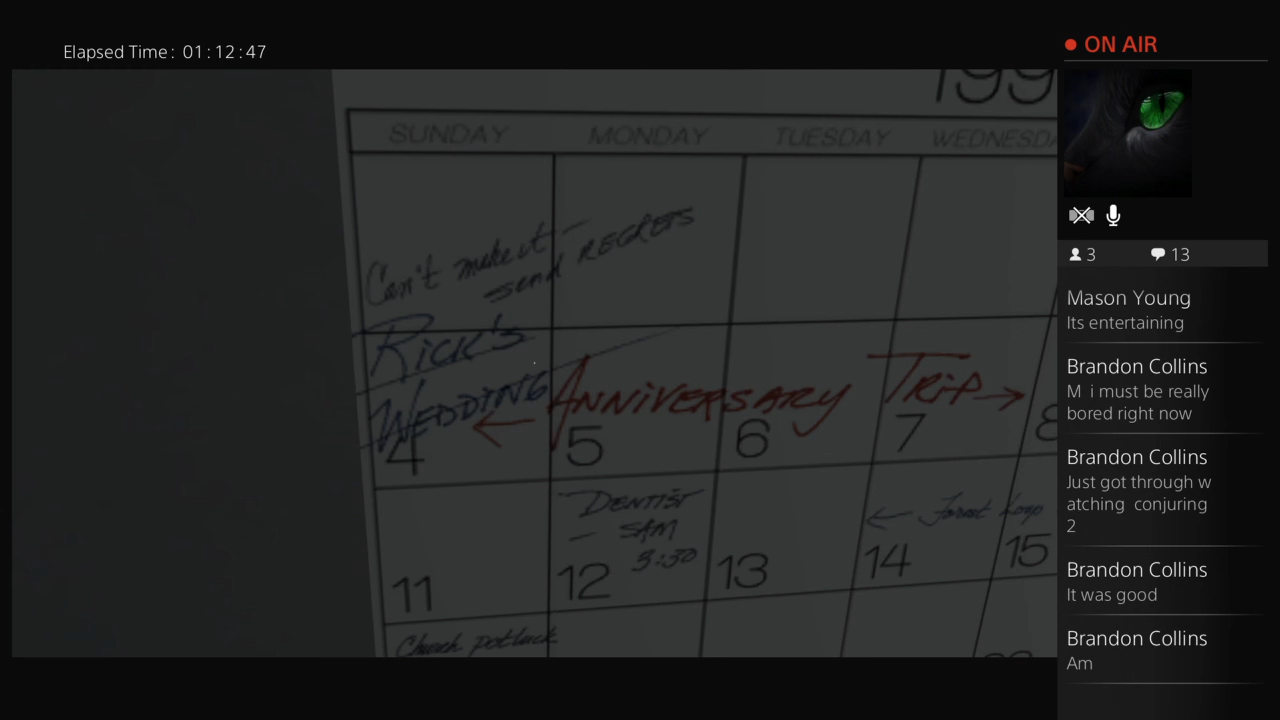 Elapsed Time: 01:12:47
ON AIR
199
SUNDAY MONDAY TUESDAY WEDNESDA
Can't make it –
send REGRETS
RICK'S
WEDDING
ANNIVERSARY TRIP
4 5 6 7 8
DENTIST
– SAM
3:30
Forest
11 12 13 14 15
Church potluck
3 13
Mason Young
Its entertaining
Brandon Collins
M i must be really
bored right now
Brandon Collins
Just got through w
atching conjuring
2
Brandon Collins
It was good
Brandon Collins
Am